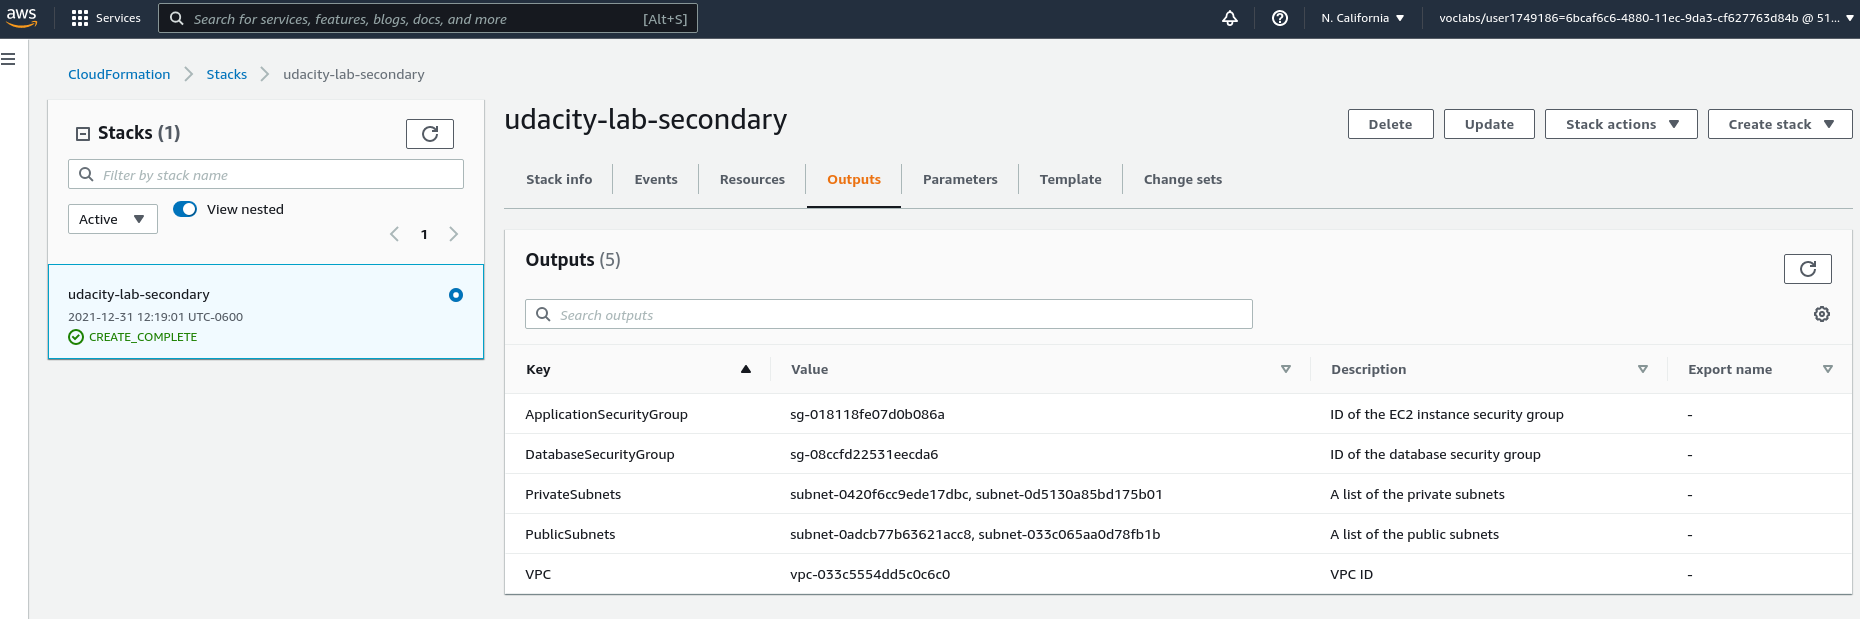 aws Services Search for services, features, blogs, docs, and more [Alt+S] N. California voclabs/user1749186=6bcaf6c6-4880-11ec-9da3-cf627763d84b @ 51...
CloudFormation Stacks udacity-lab-secondary
Stacks (1)
Filter by stack name
Active View nested
1
udacity-lab-secondary
2021-12-31 12:19:01 UTC-0600
CREATE_COMPLETE
udacity-lab-secondary
Delete Update Stack actions Create stack
Stack info Events Resources Outputs Parameters Template Change sets
Outputs (5)
Search outputs
Key Value Description Export name
ApplicationSecurityGroup sg-018118fe07d0b086a ID of the EC2 instance security group -
DatabaseSecurityGroup sg-08ccfd22531eecda6 ID of the database security group -
PrivateSubnets subnet-0420f6cc9ede17dbc, subnet-0d5130a85bd175b01 A list of the private subnets -
PublicSubnets subnet-0adcb77b63621acc8, subnet-033c065aa0d78fb1b A list of the public subnets -
VPC vpc-033c5554dd5c0c6c0 VPC ID -